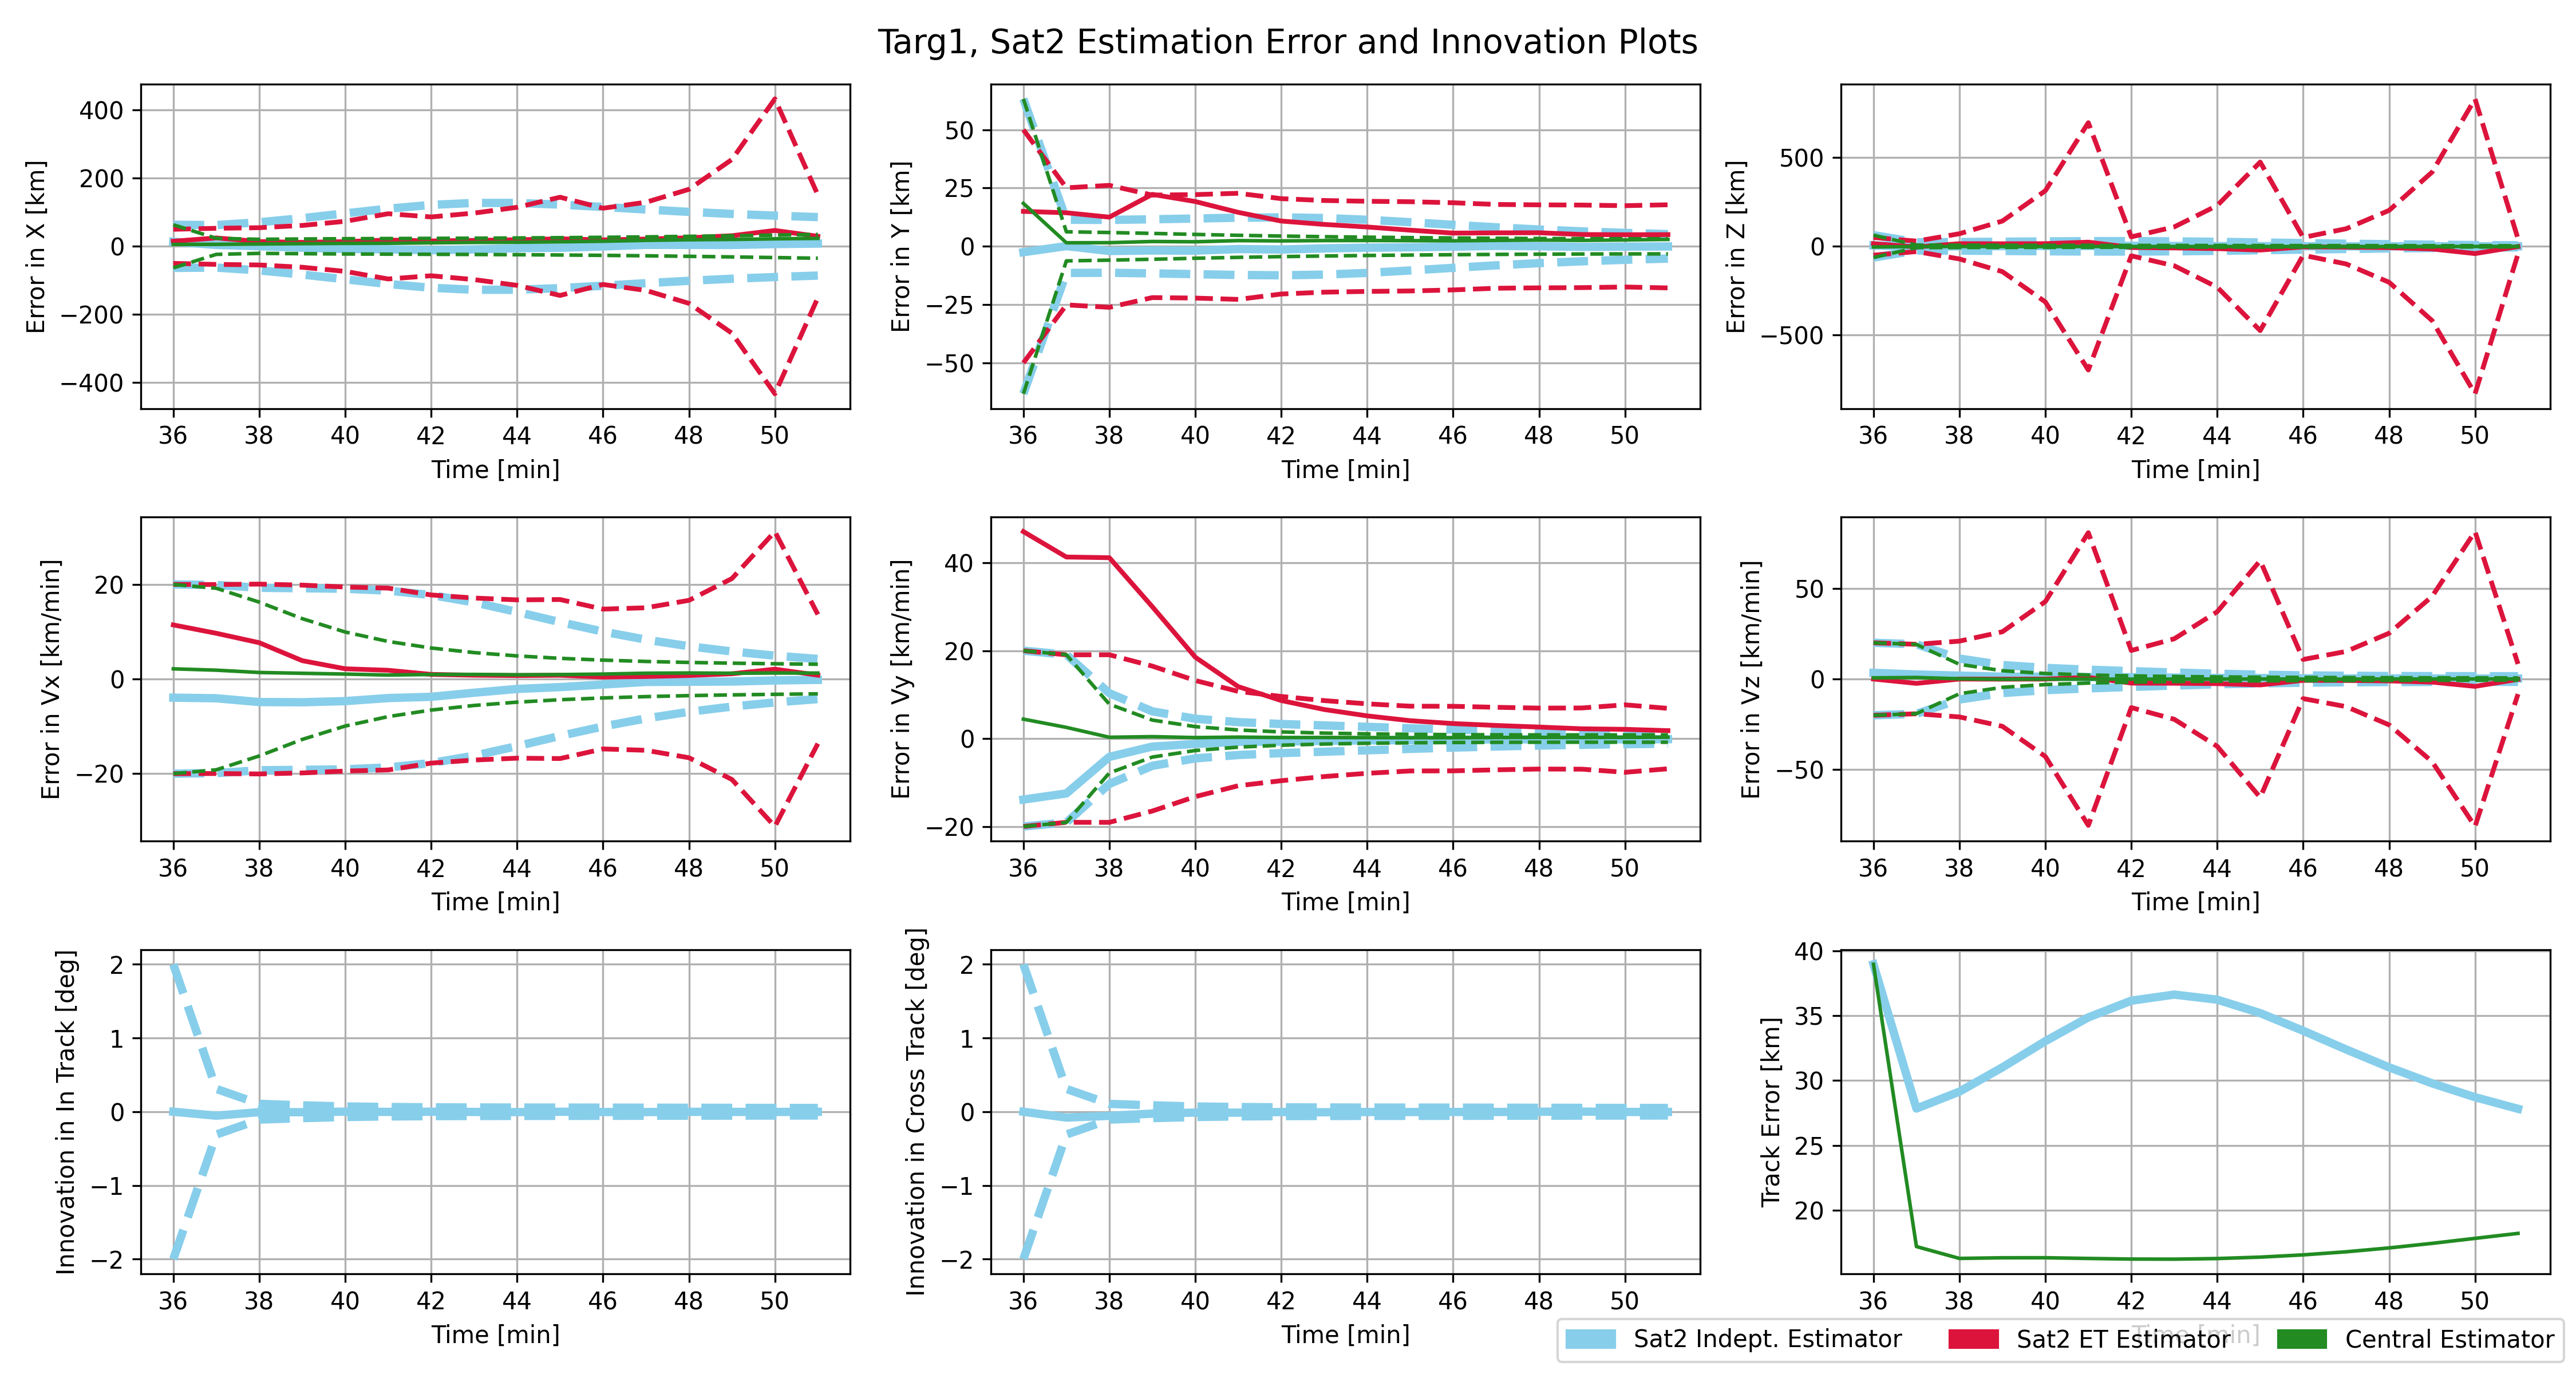 Targ1, Sat2 Estimation Error and Innovation Plots
Error in X [km]
400
200
0
−200
−400
36 38 40 42 44 46 48 50
Time [min]
Error in Y [km]
50
25
0
−25
−50
36 38 40 42 44 46 48 50
Time [min]
Error in Z [km]
500
0
−500
36 38 40 42 44 46 48 50
Time [min]
Error in Vx [km/min]
20
0
−20
36 38 40 42 44 46 48 50
Time [min]
Error in Vy [km/min]
40
20
0
−20
36 38 40 42 44 46 48 50
Time [min]
Error in Vz [km/min]
50
0
−50
36 38 40 42 44 46 48 50
Time [min]
Innovation in In Track [deg]
2
1
0
−1
−2
36 38 40 42 44 46 48 50
Time [min]
Innovation in Cross Track [deg]
2
1
0
−1
−2
36 38 40 42 44 46 48 50
Time [min]
Track Error [km]
40
35
30
25
20
36 38 40 42 44 46 48 50
Time [min]
Sat2 Indept. Estimator
Sat2 ET Estimator
Central Estimator